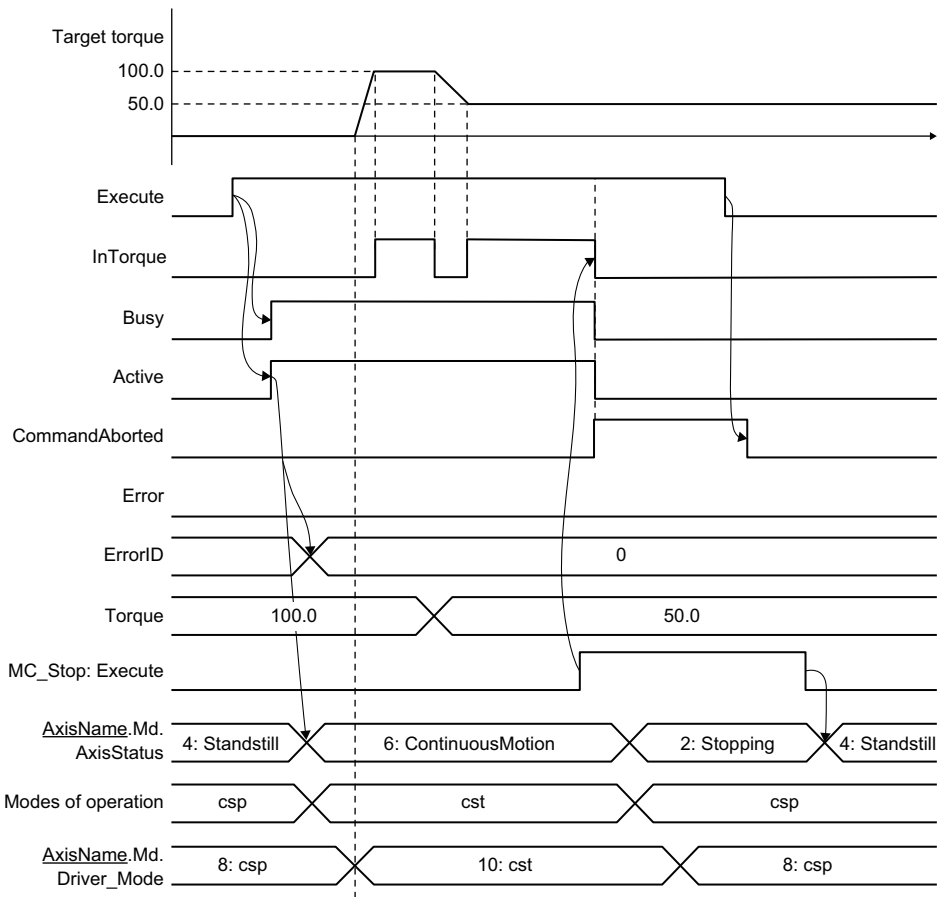 Target torque
100.0
50.0
Execute
InTorque
Busy
Active
CommandAborted
Error
ErrorID
0
Torque
100.0
50.0
MC_Stop: Execute
AxisName.Md.
AxisStatus
4: Standstill
6: ContinuousMotion
2: Stopping
4: Standstill
Modes of operation
csp
cst
csp
AxisName.Md.
Driver_Mode
8: csp
10: cst
8: csp